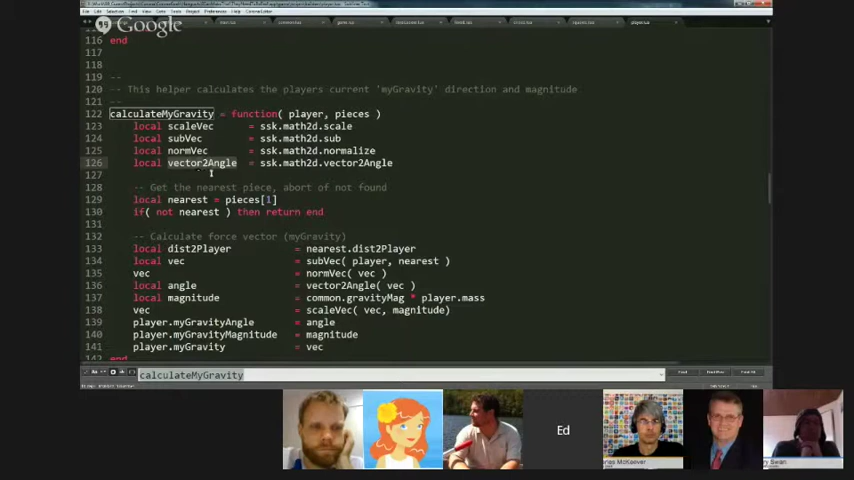 Google
116 end
117
118
119 --
120 -- This helper calculates the players current 'myGravity' direction and magnitude
121 --
122 calculateMyGravity = function( player, pieces )
123 local scaleVec = ssk.math2d.scale
124 local subVec = ssk.math2d.sub
125 local normVec = ssk.math2d.normalize
126 local vector2Angle = ssk.math2d.vector2Angle
127
128 -- Get the nearest piece, abort of not found
129 local nearest = pieces[1]
130 if( not nearest ) then return end
131
132 -- Calculate force vector (myGravity)
133 local dist2Player = nearest.dist2Player
134 local vec = subVec( player, nearest )
135 vec = normVec( vec )
136 local angle = vector2Angle( vec )
137 local magnitude = common.gravityMag * player.mass
138 vec = scaleVec( vec, magnitude)
139 player.myGravityAngle = angle
140 player.myGravityMagnitude = magnitude
141 player.myGravity = vec
142 end
calculateMyGravity
Ed